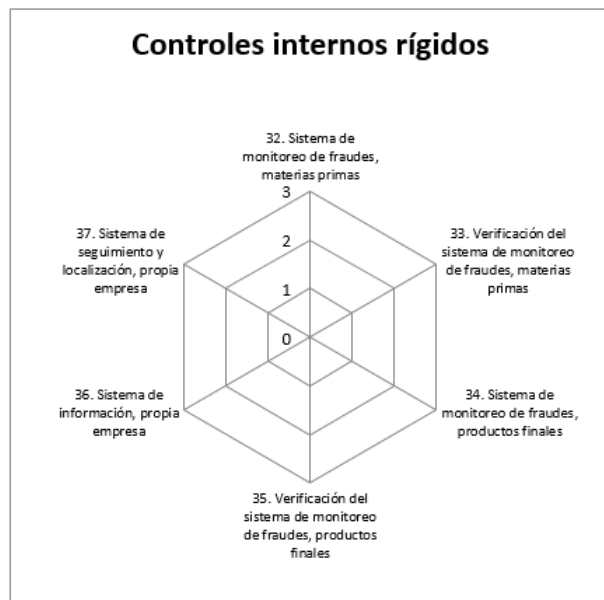 Controles internos rígidos
32. Sistema de
monitoreo de fraudes,
materias primas
3
2
1
0
33. Verificación del
sistema de monitoreo
de fraudes, materias
primas
34. Sistema de
monitoreo de fraudes,
productos finales
35. Verificación del
sistema de monitoreo
de fraudes, productos
finales
36. Sistema de
información, propia
empresa
37. Sistema de
seguimiento y
localización, propia
empresa